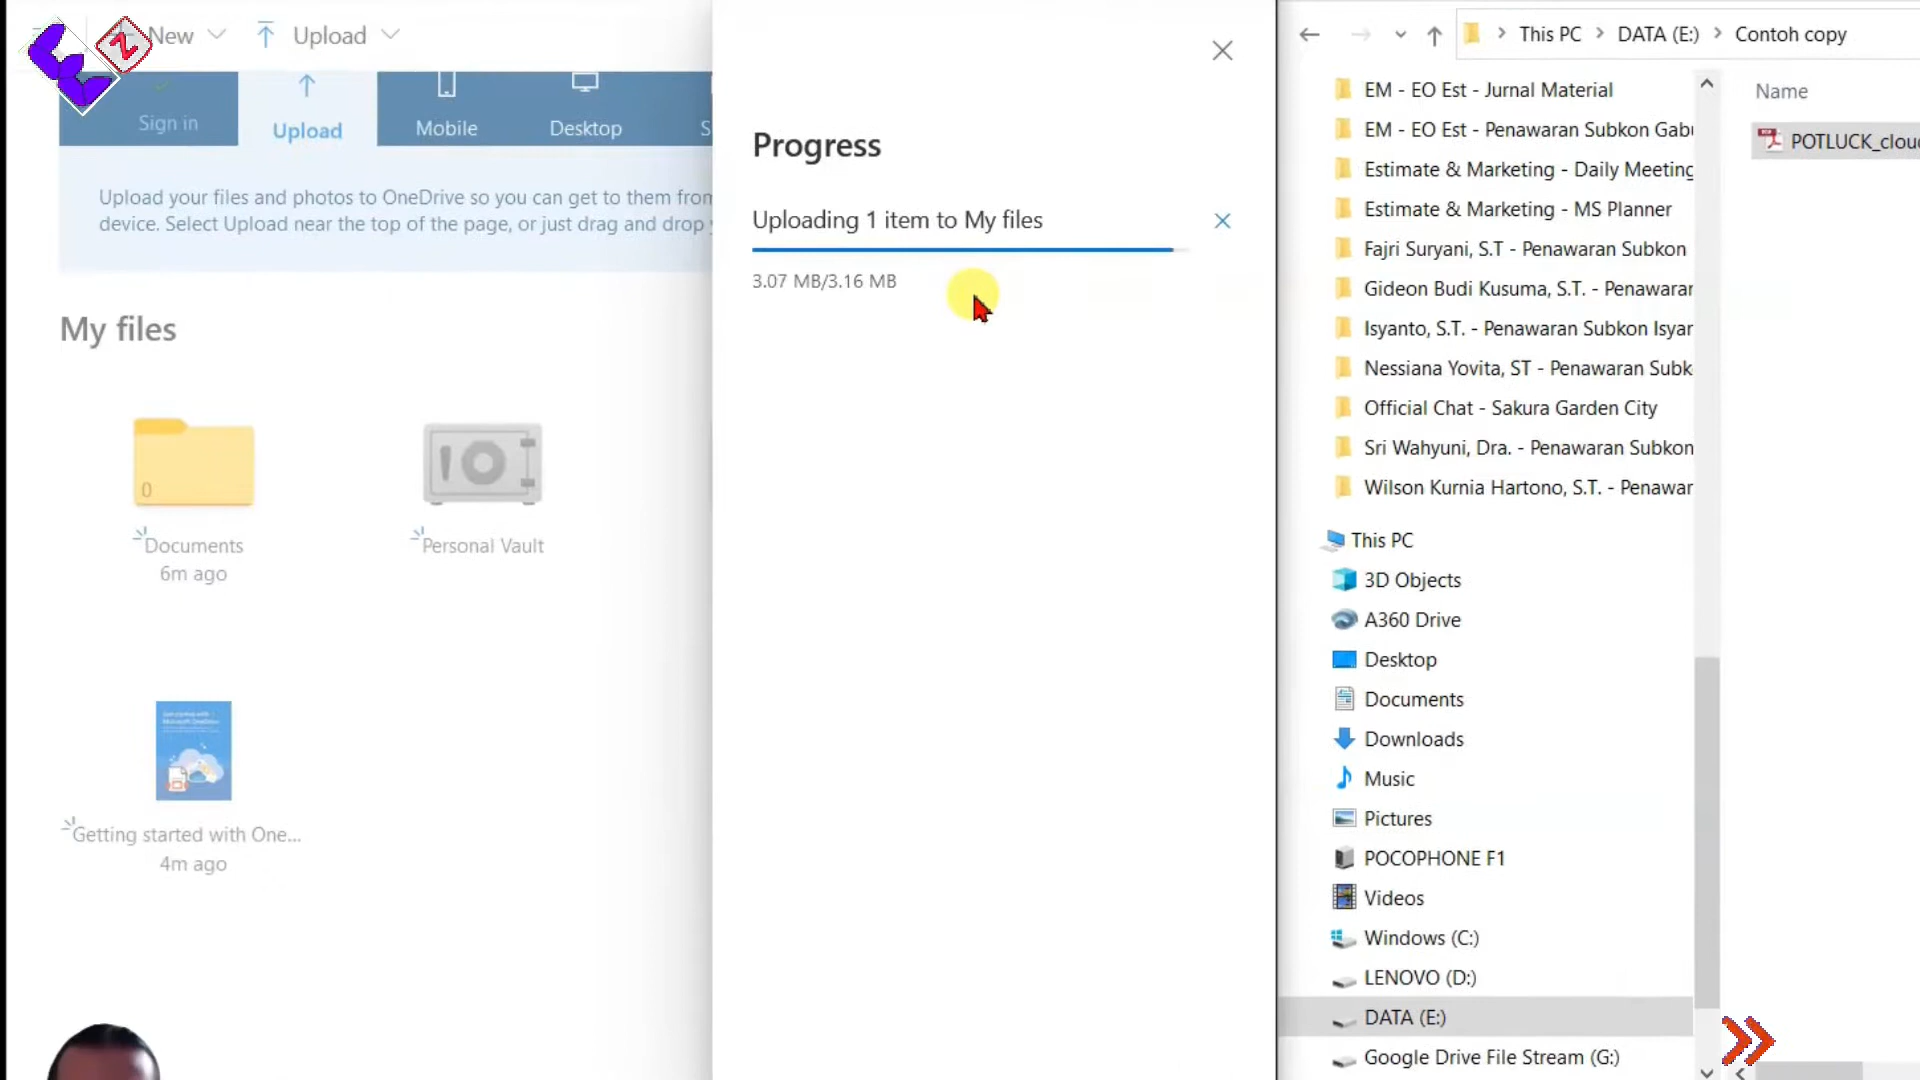 New
Upload
Sign in
Upload
Mobile
Desktop
Upload your files and photos to OneDrive so you can get to them from
device. Select Upload near the top of the page, or just drag and drop
My files
0
Documents
6m ago
Personal Vault
Getting started with One...
4m ago
Progress
Uploading 1 item to My files
3.07 MB/3.16 MB
This PC
DATA (E:)
Contoh copy
EM - EO Est - Jurnal Material
EM - EO Est - Penawaran Subkon Gabu
Estimate & Marketing - Daily Meeting
Estimate & Marketing - MS Planner
Fajri Suryani, S.T - Penawaran Subkon
Gideon Budi Kusuma, S.T. - Penawaran
Isyanto, S.T. - Penawaran Subkon Isyan
Nessiana Yovita, ST - Penawaran Subk
Official Chat - Sakura Garden City
Sri Wahyuni, Dra. - Penawaran Subkon
Wilson Kurnia Hartono, S.T. - Penawar
This PC
3D Objects
A360 Drive
Desktop
Documents
Downloads
Music
Pictures
POCOPHONE F1
Videos
Windows (C:)
LENOVO (D:)
DATA (E:)
Google Drive File Stream (G:)
Name
POTLUCK_clou